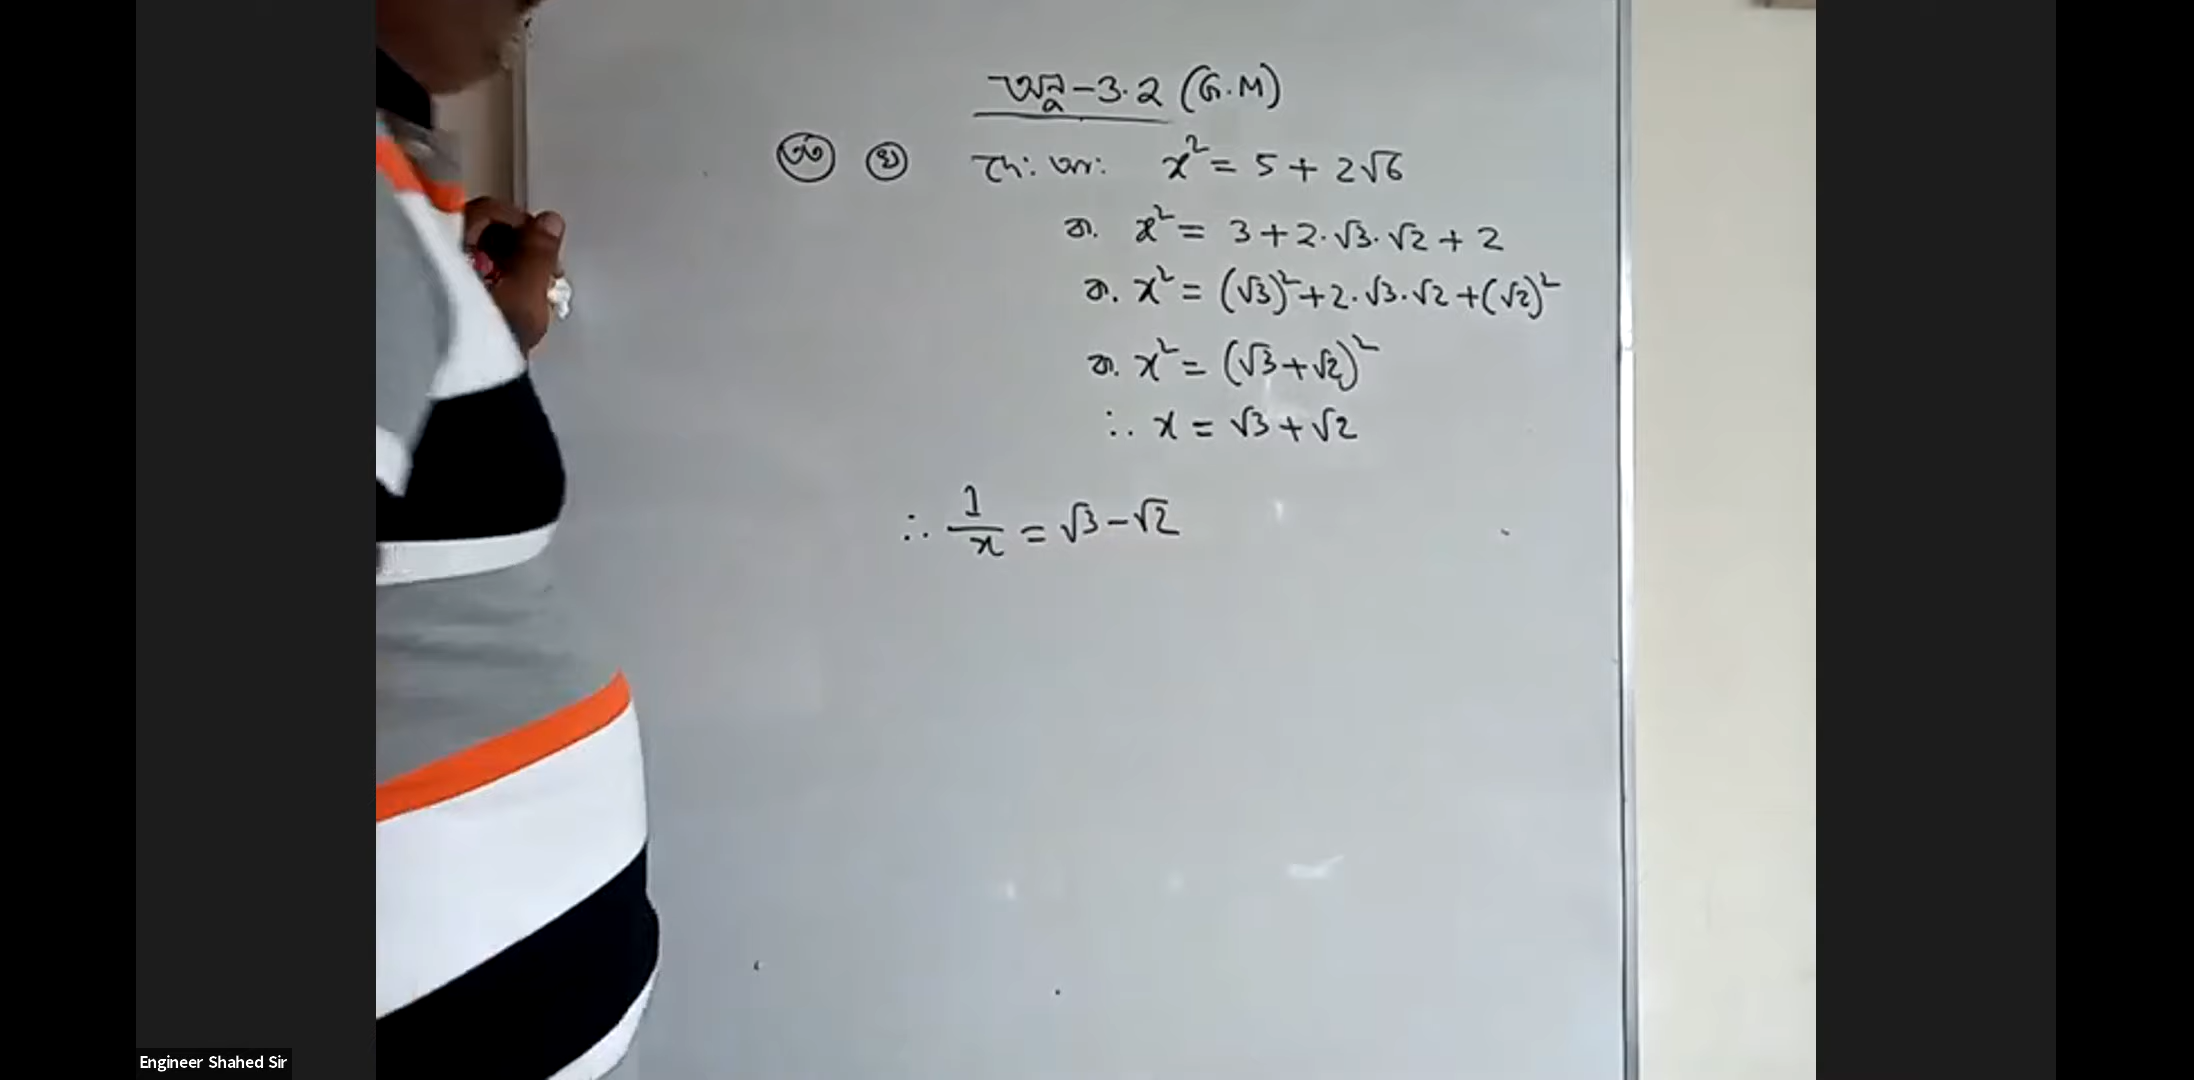 অনু-3.2 (G.M)
১৬ ঘ দে: আ: x² = 5 + 2√6
বা. x² = 3 + 2·√3·√2 + 2
বা. x² = (√3)² + 2·√3·√2 + (√2)²
বা. x² = (√3 + √2)²
∴ x = √3 + √2
∴ 1/x = √3 − √2
Engineer Shahed Sir